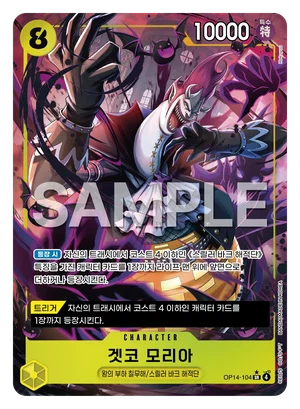 8
10000
특수
特
SAMPLE
등장 시 자신의 트래시에서 코스트 4 이하인 《스릴러 바크 해적단》
특징을 가진 캐릭터 카드를 1장까지 라이프 맨 위에 앞면으로
더하거나 등장시킨다.
트리거 자신의 트래시에서 코스트 4 이하인 캐릭터 카드를
1장까지 등장시킨다.
CHARACTER
겟코 모리아
왕의 부하 칠무해/스릴러 바크 해적단
OP14-104 SR
4